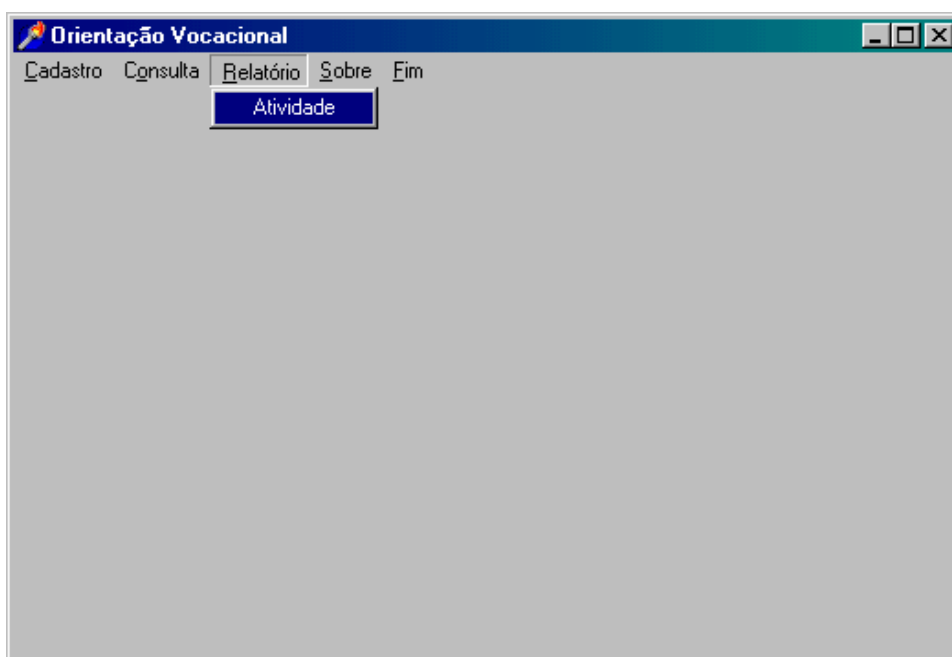 Orientação Vocacional
Cadastro Consulta Relatório Sobre Fim
Atividade